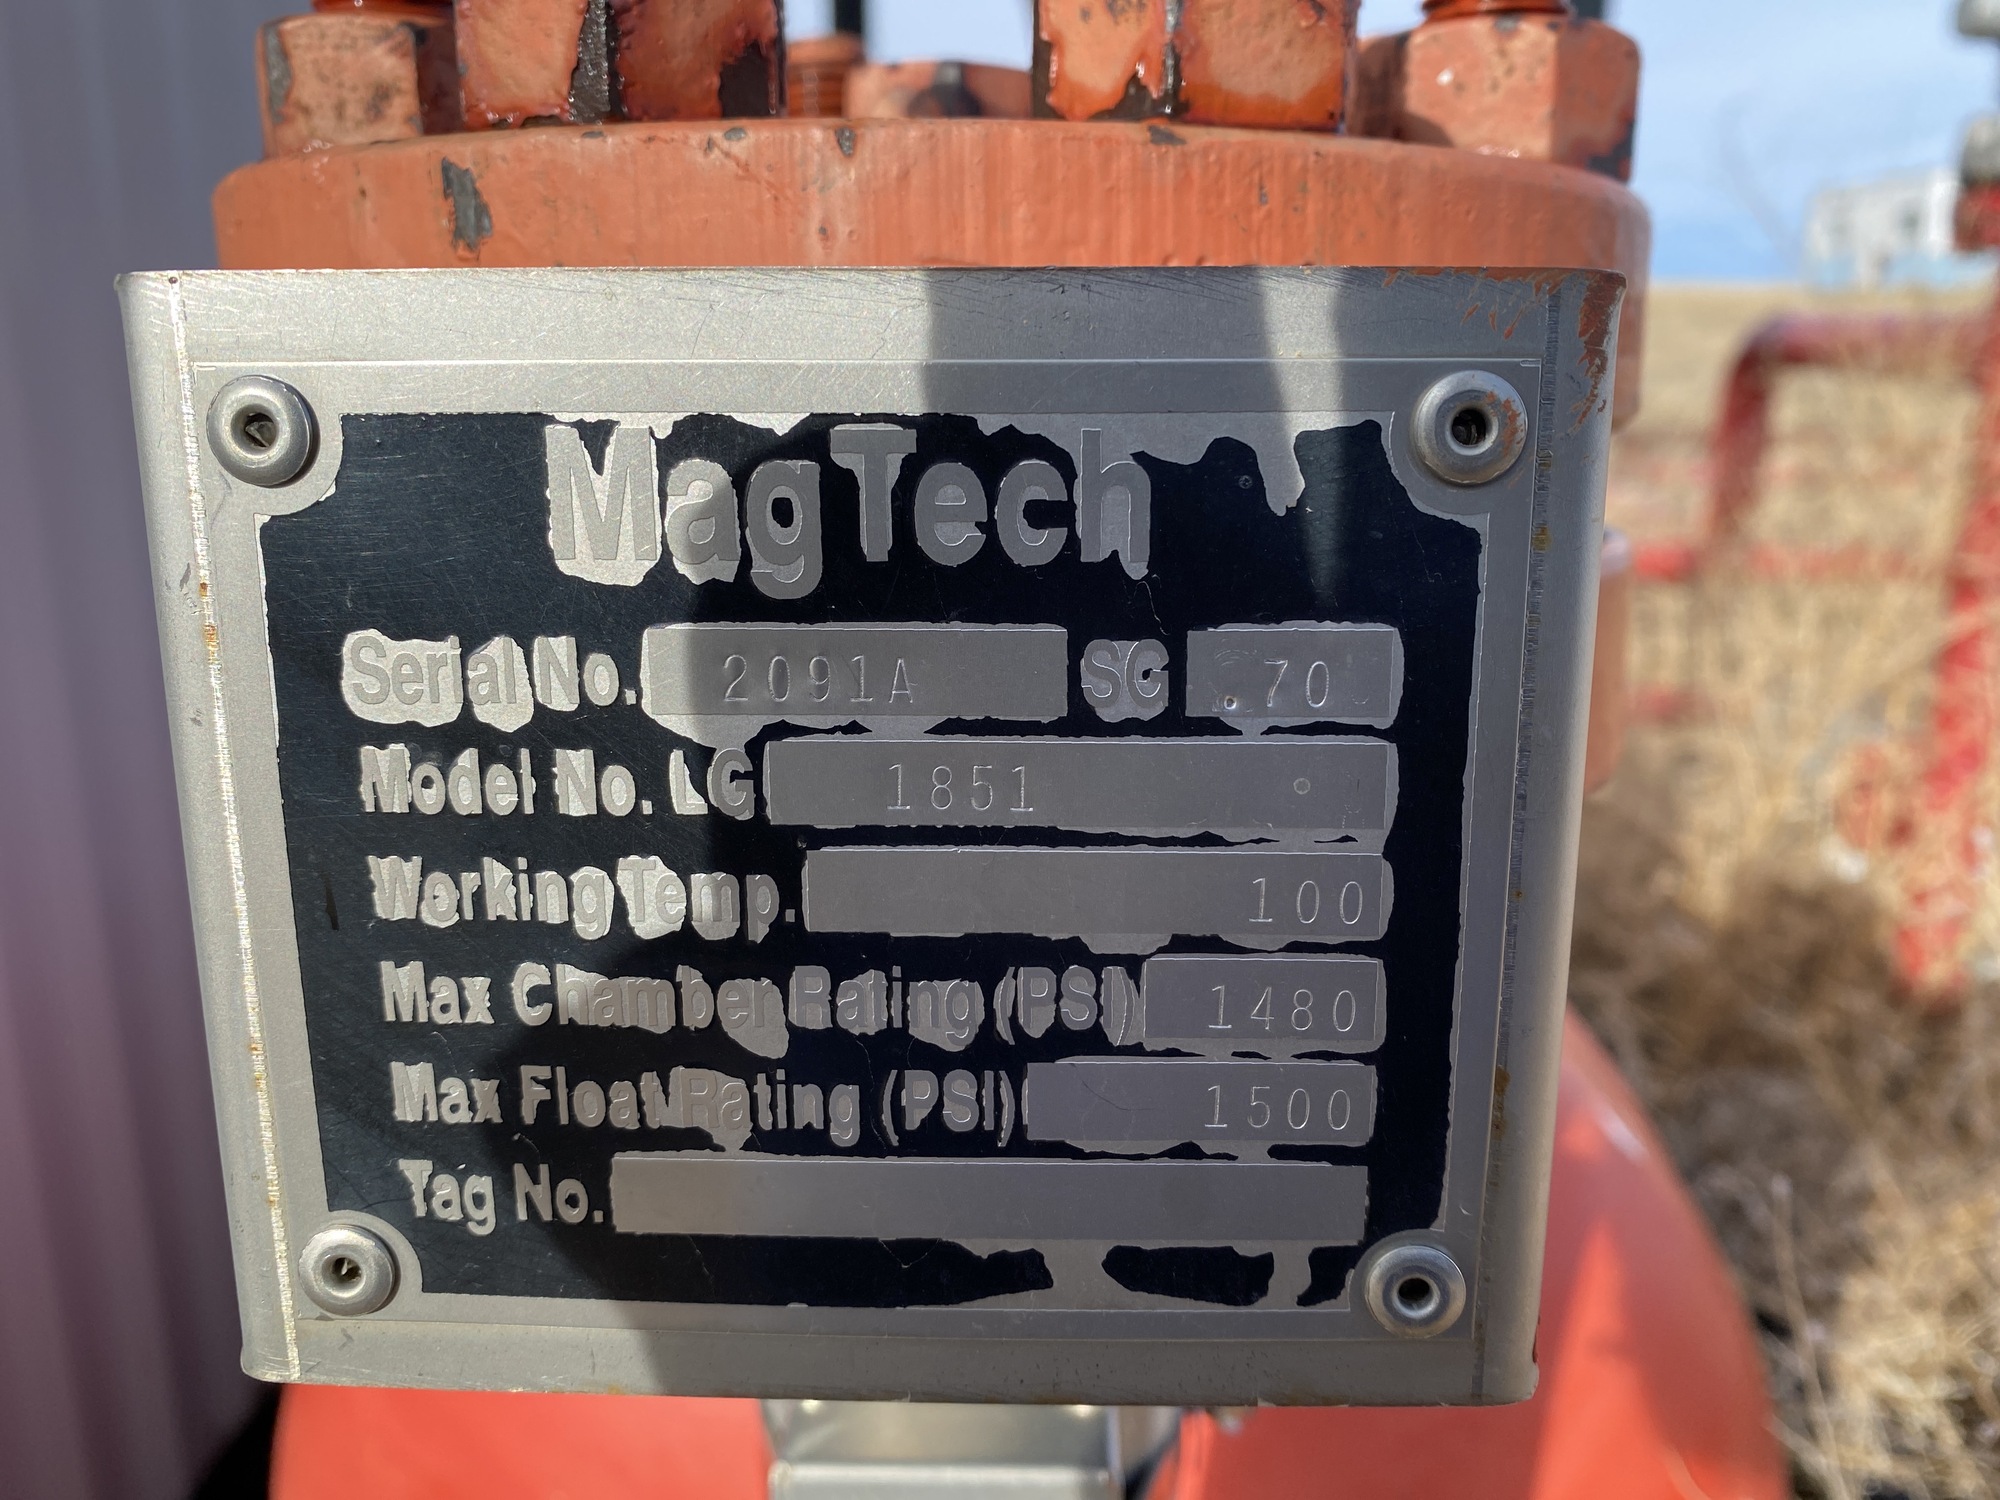 MagTech
Serial No. 2091A SG .70
Model No. LG 1851
Working Temp. 100
Max Chamber Rating (PSI) 1480
Max Float Rating (PSI) 1500
Tag No.